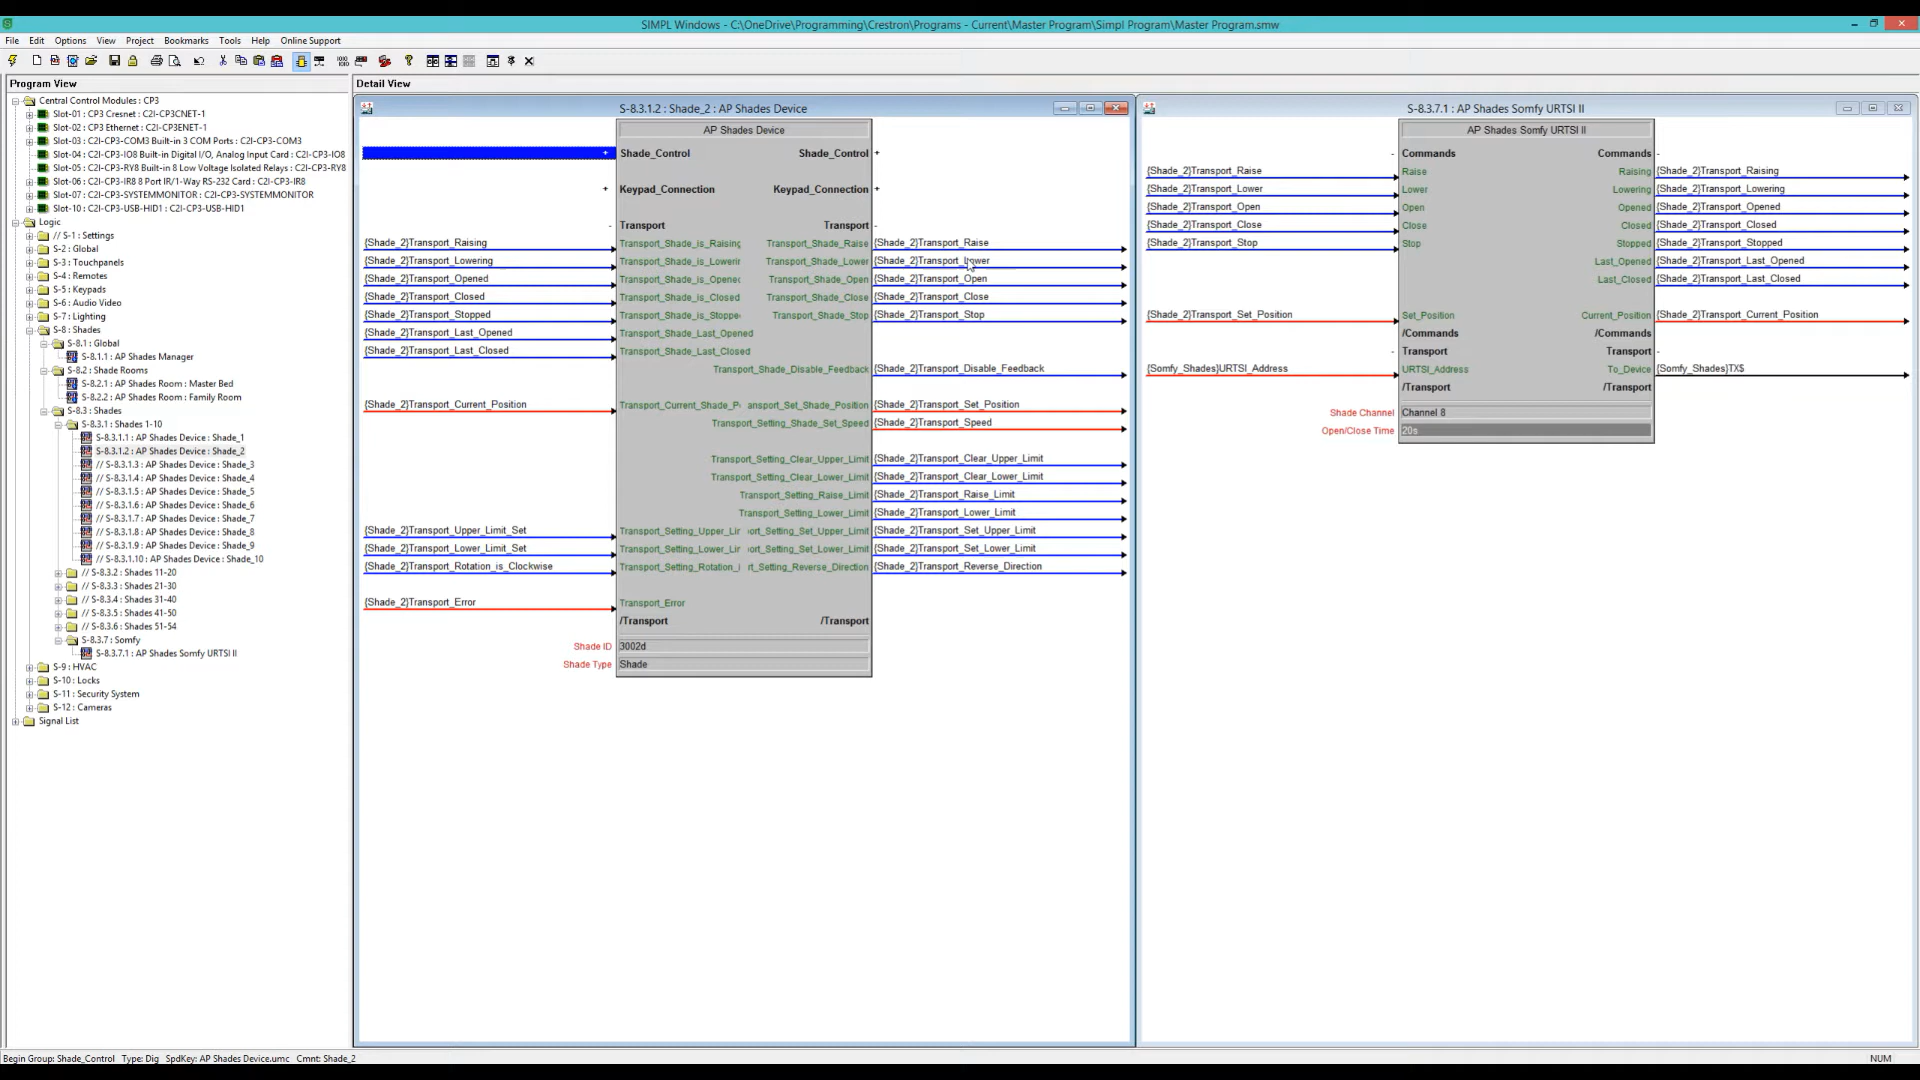 SIMPL Windows - C:\OneDrive\Programming\Crestron\Programs - Current\Master Program\Simpl Program\Master Program.smw
File Edit Options View Project Bookmarks Tools Help Online Support
Program View
Central Control Modules : CP3
Slot-01 : CP3 Cresnet : C2I-CP3CNET-1
Slot-02 : CP3 Ethernet : C2I-CP3ENET-1
Slot-03 : C2I-CP3-COM3 Built-in 3 COM Ports : C2I-CP3-COM3
Slot-04 : C2I-CP3-IO8 Built-in Digital I/O, Analog Input Card : C2I-CP3-IO8
Slot-05 : C2I-CP3-RY8 Built-in 8 Low Voltage Isolated Relays : C2I-CP3-RY8
Slot-06 : C2I-CP3-IR8 8 Port IR/1-Way RS-232 Card : C2I-CP3-IR8
Slot-07 : C2I-CP3-SYSTEMMONITOR : C2I-CP3-SYSTEMMONITOR
Slot-10 : C2I-CP3-USB-HID1 : C2I-CP3-USB-HID1
Logic
// S-1 : Settings
S-2 : Global
S-3 : Touchpanels
S-4 : Remotes
S-5 : Keypads
S-6 : Audio Video
S-7 : Lighting
S-8 : Shades
S-8.1 : Global
S-8.1.1 : AP Shades Manager
S-8.2 : Shade Rooms
S-8.2.1 : AP Shades Room : Master Bed
S-8.2.2 : AP Shades Room : Family Room
S-8.3 : Shades
S-8.3.1 : Shades 1-10
S-8.3.1.1 : AP Shades Device : Shade_1
S-8.3.1.2 : AP Shades Device : Shade_2
// S-8.3.1.3 : AP Shades Device : Shade_3
// S-8.3.1.4 : AP Shades Device : Shade_4
// S-8.3.1.5 : AP Shades Device : Shade_5
// S-8.3.1.6 : AP Shades Device : Shade_6
// S-8.3.1.7 : AP Shades Device : Shade_7
// S-8.3.1.8 : AP Shades Device : Shade_8
// S-8.3.1.9 : AP Shades Device : Shade_9
// S-8.3.1.10 : AP Shades Device : Shade_10
// S-8.3.2 : Shades 11-20
// S-8.3.3 : Shades 21-30
// S-8.3.4 : Shades 31-40
// S-8.3.5 : Shades 41-50
// S-8.3.6 : Shades 51-54
S-8.3.7 : Somfy
S-8.3.7.1 : AP Shades Somfy URTSI II
S-9 : HVAC
S-10 : Locks
S-11 : Security System
S-12 : Cameras
Signal List
Detail View
S-8.3.1.2 : Shade_2 : AP Shades Device
AP Shades Device
+ Shade_Control Shade_Control +
+ Keypad_Connection Keypad_Connection +
- Transport Transport -
{Shade_2}Transport_Raising Transport_Shade_is_Raising Transport_Shade_Raise {Shade_2}Transport_Raise
{Shade_2}Transport_Lowering Transport_Shade_is_Lowerin Transport_Shade_Lower {Shade_2}Transport_Lower
{Shade_2}Transport_Opened Transport_Shade_is_Opened Transport_Shade_Open {Shade_2}Transport_Open
{Shade_2}Transport_Closed Transport_Shade_is_Closed Transport_Shade_Close {Shade_2}Transport_Close
{Shade_2}Transport_Stopped Transport_Shade_is_Stoppe Transport_Shade_Stop {Shade_2}Transport_Stop
{Shade_2}Transport_Last_Opened Transport_Shade_Last_Opened
{Shade_2}Transport_Last_Closed Transport_Shade_Last_Closed
Transport_Shade_Disable_Feedback {Shade_2}Transport_Disable_Feedback
{Shade_2}Transport_Current_Position Transport_Current_Shade_P ansport_Set_Shade_Position {Shade_2}Transport_Set_Position
Transport_Setting_Shade_Set_Speed {Shade_2}Transport_Speed
Transport_Setting_Clear_Upper_Limit {Shade_2}Transport_Clear_Upper_Limit
Transport_Setting_Clear_Lower_Limit {Shade_2}Transport_Clear_Lower_Limit
Transport_Setting_Raise_Limit {Shade_2}Transport_Raise_Limit
Transport_Setting_Lower_Limit {Shade_2}Transport_Lower_Limit
{Shade_2}Transport_Upper_Limit_Set Transport_Setting_Upper_Lir ort_Setting_Set_Upper_Limit {Shade_2}Transport_Set_Upper_Limit
{Shade_2}Transport_Lower_Limit_Set Transport_Setting_Lower_Lir ort_Setting_Set_Lower_Limit {Shade_2}Transport_Set_Lower_Limit
{Shade_2}Transport_Rotation_is_Clockwise Transport_Setting_Rotation_i rt_Setting_Reverse_Direction {Shade_2}Transport_Reverse_Direction
{Shade_2}Transport_Error Transport_Error
/Transport /Transport
Shade ID 3002d
Shade Type Shade
S-8.3.7.1 : AP Shades Somfy URTSI II
AP Shades Somfy URTSI II
- Commands Commands -
{Shade_2}Transport_Raise Raise Raising {Shade_2}Transport_Raising
{Shade_2}Transport_Lower Lower Lowering {Shade_2}Transport_Lowering
{Shade_2}Transport_Open Open Opened {Shade_2}Transport_Opened
{Shade_2}Transport_Close Close Closed {Shade_2}Transport_Closed
{Shade_2}Transport_Stop Stop Stopped {Shade_2}Transport_Stopped
Last_Opened {Shade_2}Transport_Last_Opened
Last_Closed {Shade_2}Transport_Last_Closed
{Shade_2}Transport_Set_Position Set_Position Current_Position {Shade_2}Transport_Current_Position
/Commands /Commands
- Transport Transport -
{Somfy_Shades}URTSI_Address URTSI_Address To_Device {Somfy_Shades}TX$
/Transport /Transport
Shade Channel Channel 8
Open/Close Time 20s
Begin Group: Shade_Control Type: Dig SpdKey: AP Shades Device.umc Cmnt: Shade_2
NUM